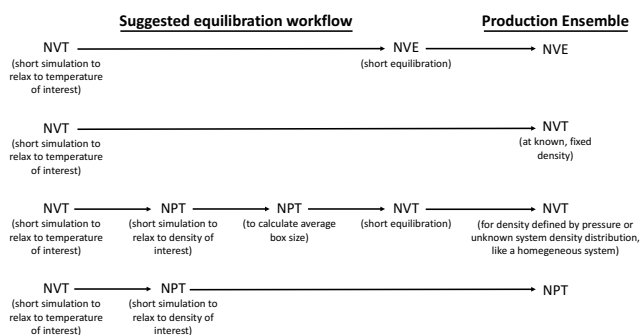 Suggested equilibration workflow
Production Ensemble
NVT
NVE
NVE
(short simulation to
relax to temperature
of interest)
(short equilibration)
NVT
NVT
(short simulation to
relax to temperature
of interest)
(at known, fixed
density)
NVT
NPT
NPT
NVT
NVT
(short simulation to
relax to temperature
of interest)
(short simulation to
relax to density of
interest)
(to calculate average
box size)
(short equilibration)
(for density defined by pressure or
unknown system density distribution,
like a homegeneous system)
NVT
NPT
NPT
(short simulation to
relax to temperature
of interest)
(short simulation to
relax to density of
interest)